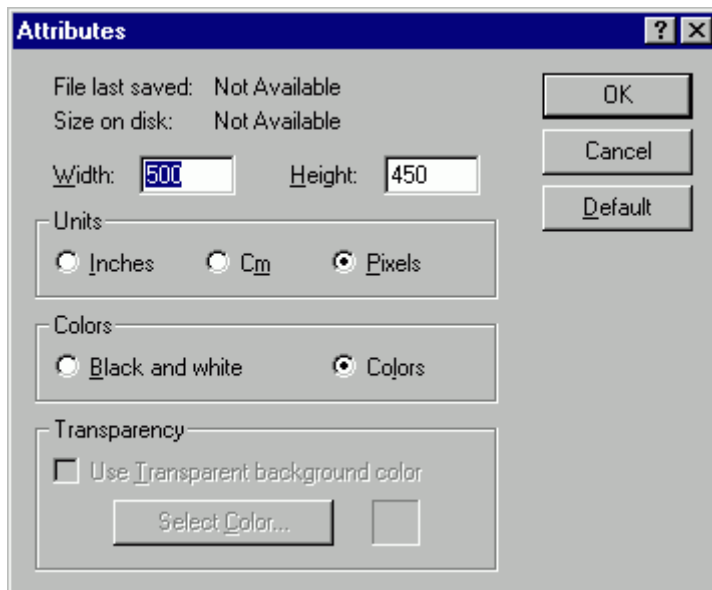 Attributes
File last saved: Not Available
OK
Size on disk: Not Available
Cancel
Width: 500 Height: 450
Default
Units
Inches Cm Pixels
Colors
Black and white Colors
Transparency
Use Transparent background color
Select Color...